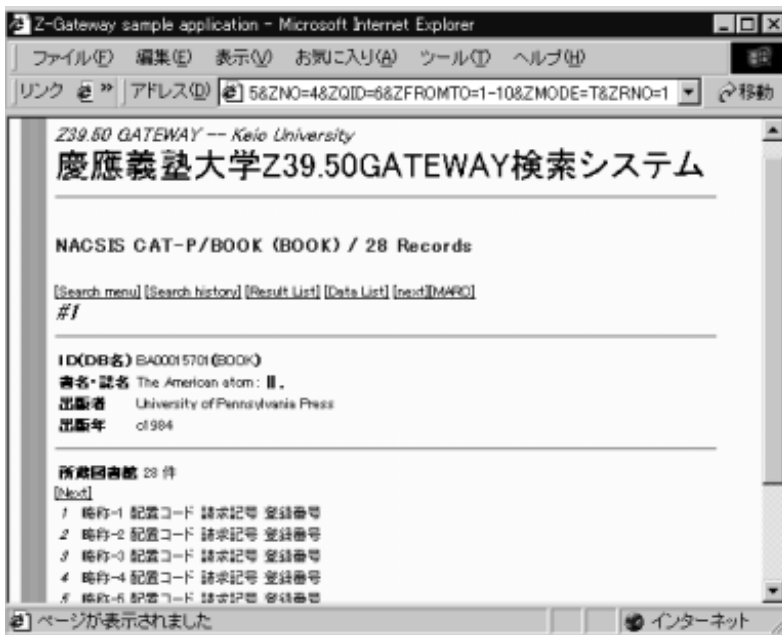 Z-Gateway sample application - Microsoft Internet Explorer
ファイル(F) 編集(E) 表示(V) お気に入り(A) ツール(T) ヘルプ(H)
リンク » アドレス(D) 5&ZNO=4&ZQID=6&ZFROMTO=1-10&ZMODE=T&ZRNO=1 移動
Z39.50 GATEWAY -- Keio University
慶應義塾大学Z39.50GATEWAY検索システム
NACSIS CAT-P/BOOK (BOOK) / 28 Records
[Search menu] [Search history] [Result List] [Data List] [next][MARC]
#1
ID(DB名) BA00015701(BOOK)
書名・誌名 The American atom : ‖ .
出版者 University of Pennsylvania Press
出版年 c1984
所蔵図書館 28 件
[Next]
1 略称-1 配置コード 請求記号 登録番号
2 略称-2 配置コード 請求記号 登録番号
3 略称-3 配置コード 請求記号 登録番号
4 略称-4 配置コード 請求記号 登録番号
5 略称-5 配置コード 請求記号 登録番号
ページが表示されました インターネット